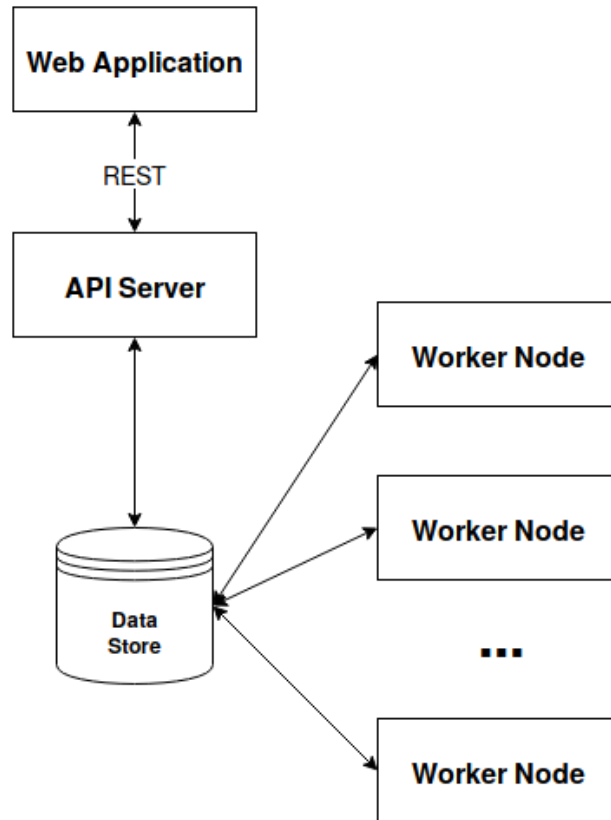 Web Application
REST
API Server
Worker Node
Worker Node
Data
Store
...
Worker Node